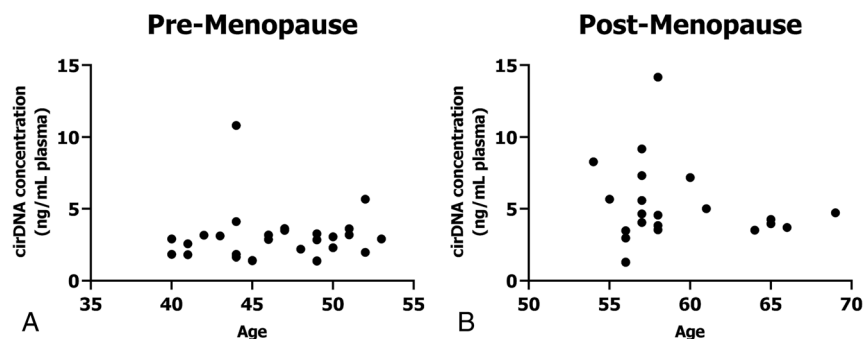 Pre-Menopause
cirDNA concentration
(ng/mL plasma)
15
10
5
0
35
40
45
50
55
Age
A
Post-Menopause
cirDNA concentration
(ng/mL plasma)
15
10
5
0
50
55
60
65
70
Age
B